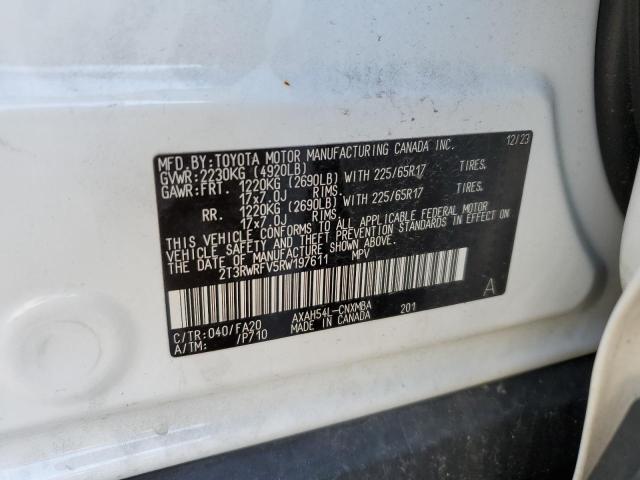 MFD.BY:TOYOTA MOTOR MANUFACTURING CANADA INC. 12/23
GVWR:2230KG (4920LB)
GAWR:FRT. 1220KG (2690LB) WITH 225/65R17 TIRES.
17x7.0J RIMS.
RR. 1220KG (2690LB) WITH 225/65R17 TIRES.
17x7.0J RIMS.
THIS VEHICLE CONFORMS TO ALL APPLICABLE FEDERAL MOTOR
VEHICLE SAFETY AND THEFT PREVENTION STANDARDS IN EFFECT
ON THE DATE OF MANUFACTURE SHOWN ABOVE.
2T3RWRFV5RW197611 MPV
A
C/TR:040/FA20 AXAH54L-CNXMBA 201
A/TM: /P710 MADE IN CANADA